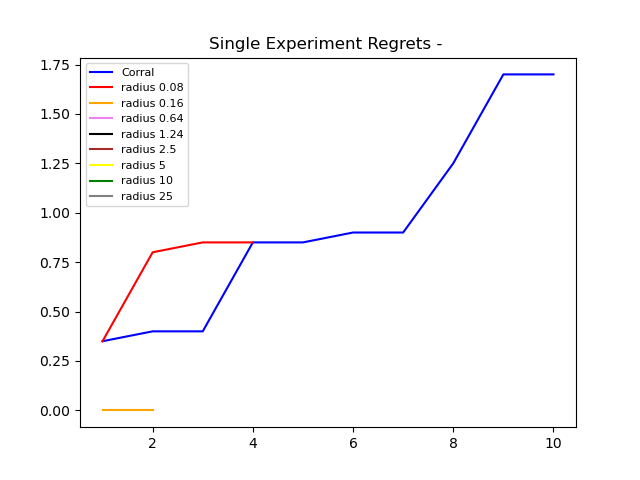 Single Experiment Regrets -
1.75
1.50
1.25
1.00
0.75
0.50
0.25
0.00
Corral
radius 0.08
radius 0.16
radius 0.64
radius 1.24
radius 2.5
radius 5
radius 10
radius 25
2 4 6 8 10